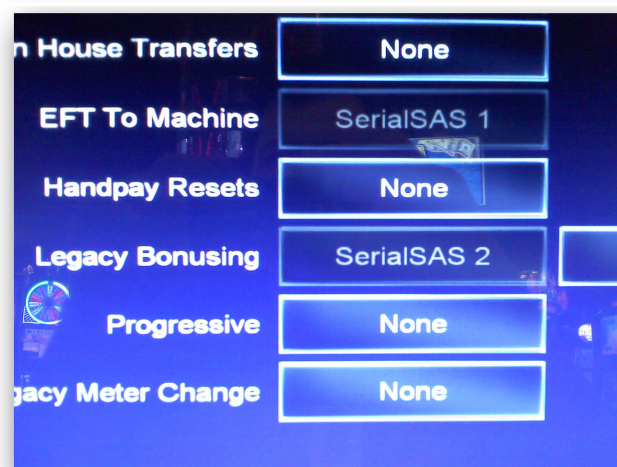 n House Transfers None
EFT To Machine SerialSAS 1
Handpay Resets None
Legacy Bonusing SerialSAS 2
Progressive None
gacy Meter Change None